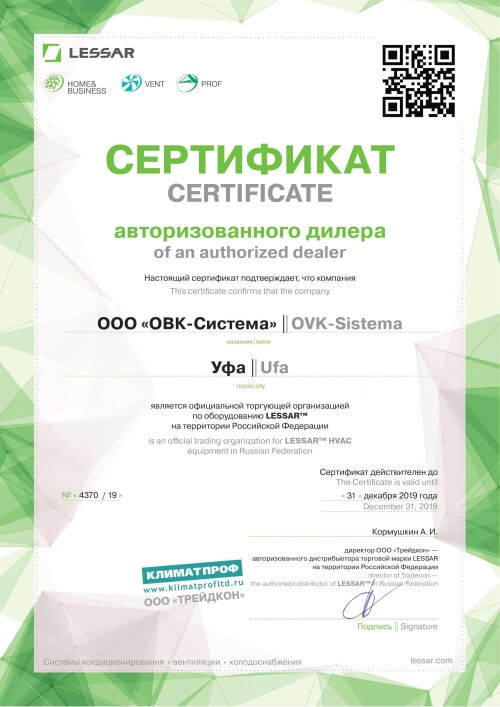 LESSAR
HOME&
BUSINESS
VENT
PROF
СЕРТИФИКАТ
CERTIFICATE
авторизованного дилера
of an authorized dealer
Настоящий сертификат подтверждает, что компания
This certificate confirms that the company
ООО «ОВК-Система» || OVK-Sistema
название|name
Уфа || Ufa
город|city
является официальной торгующей организацией
по оборудованию LESSAR™
на территории Российской Федерации
is an official trading organization for LESSAR™ HVAC
equipment in Russian Federation
Сертификат действителен до
The Certificate is valid until
№ « 4370 / 19 »
« 31 » декабря 2019 года
December 31, 2019
Кормушкин А. И.
директор ООО «Трейдкон» —
авторизованного дистрибьютора торговой марки LESSAR
на территории Российской Федерации
director of Tradecon —
the authorised distributor of LESSAR™ in Russian Federation
КЛИМАТПРОФ
www.klimatprofltd.ru
ООО «ТРЕЙДКОН»
Подпись || Signature
Системы кондиционирования • вентиляции • холодоснабжения
lessar.com